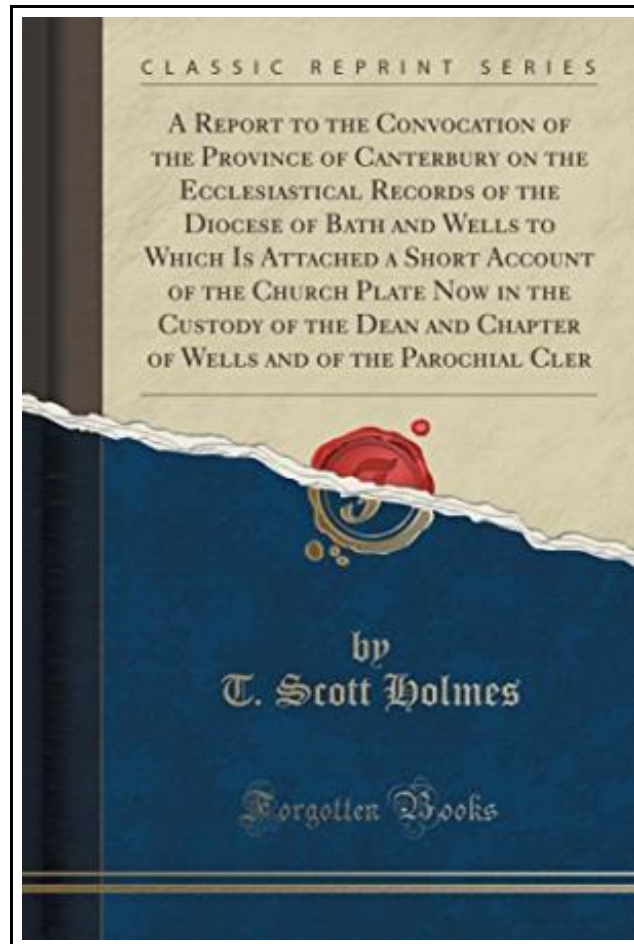 CLASSIC REPRINT SERIES
A REPORT TO THE CONVOCATION OF
THE PROVINCE OF CANTERBURY ON THE
ECCLESIASTICAL RECORDS OF THE
DIOCESE OF BATH AND WELLS TO
WHICH IS ATTACHED A SHORT ACCOUNT
OF THE CHURCH PLATE NOW IN THE
CUSTODY OF THE DEAN AND CHAPTER
OF WELLS AND OF THE PAROCHIAL CLER
by
T. Scott Holmes
Forgotten Books